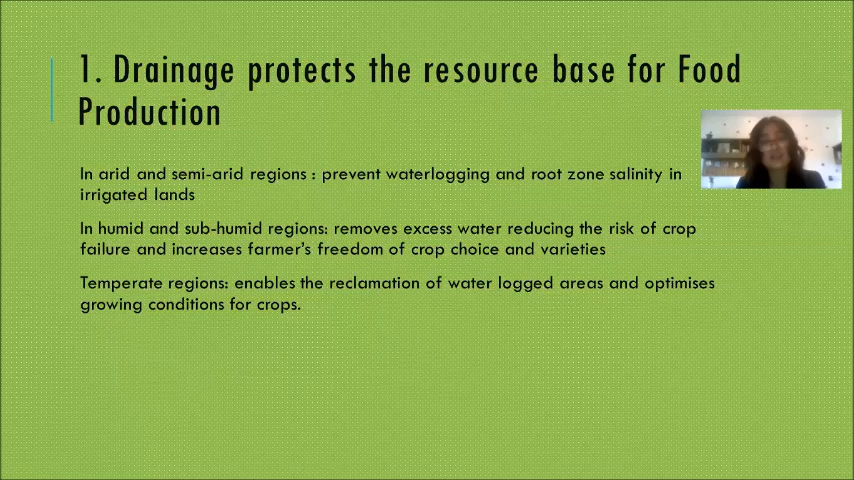 1. Drainage protects the resource base for Food
Production
In arid and semi-arid regions : prevent waterlogging and root zone salinity in
irrigated lands
In humid and sub-humid regions: removes excess water reducing the risk of crop
failure and increases farmer’s freedom of crop choice and varieties
Temperate regions: enables the reclamation of water logged areas and optimises
growing conditions for crops.